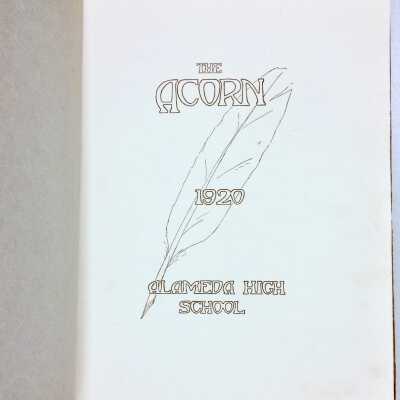 THE
ACORN
1920
ALAMEDA HIGH
SCHOOL